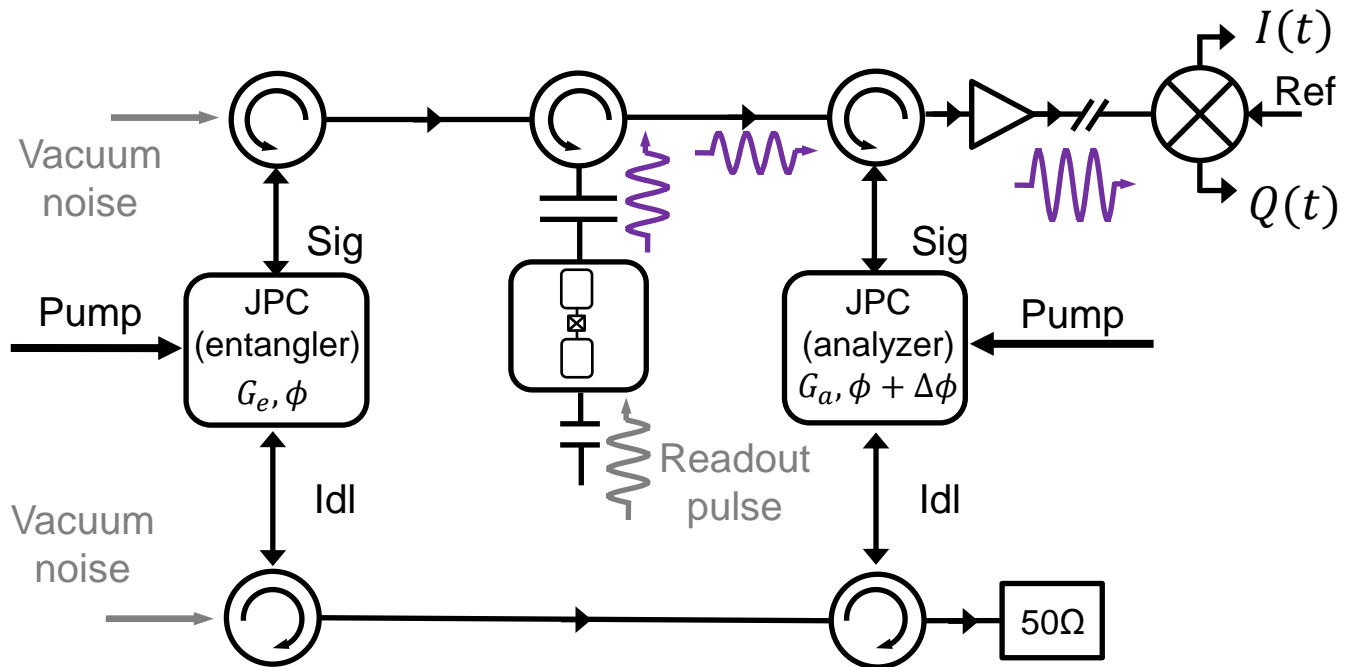 I(t)
Ref
Q(t)
Vacuum
noise
Sig
Sig
Pump
JPC
(entangler)
G_e, ϕ
JPC
(analyzer)
G_a, ϕ + Δϕ
Pump
Readout
pulse
Idl
Idl
Vacuum
noise
50Ω